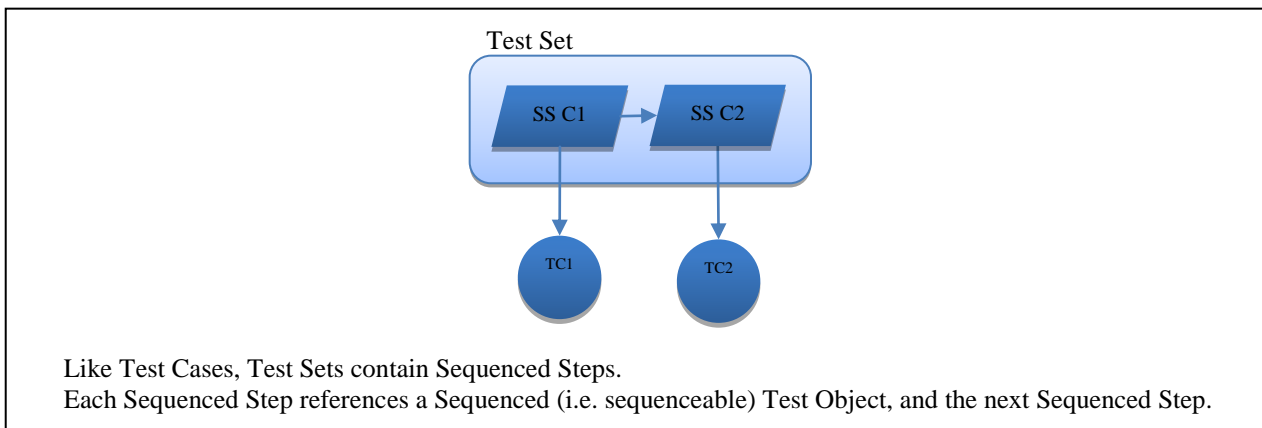 Test Set
SS C1
SS C2
TC1
TC2
Like Test Cases, Test Sets contain Sequenced Steps.
Each Sequenced Step references a Sequenced (i.e. sequenceable) Test Object, and the next Sequenced Step.